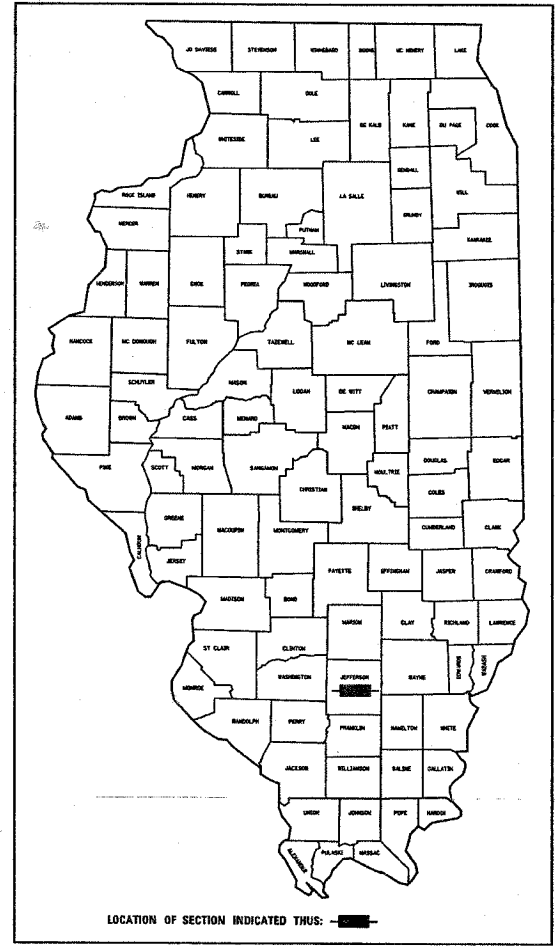 JO DAVIESS STEPHENSON WINNEBAGO BOONE MC HENRY LAKE
CARROLL OGLE
DE KALB KANE DU PAGE COOK
WHITESIDE LEE
KENDALL
ROCK ISLAND HENRY BUREAU LA SALLE WILL
MERCER GRUNDY
PUTNAM
STARK MARSHALL KANKAKEE
HENDERSON WARREN KNOX PEORIA WOODFORD LIVINGSTON IROQUOIS
HANCOCK MC DONOUGH FULTON TAZEWELL MC LEAN FORD
SCHUYLER MASON
LOGAN DE WITT CHAMPAIGN VERMILION
ADAMS BROWN CASS MENARD
MACON PIATT
PIKE SCOTT MORGAN SANGAMON DOUGLAS EDGAR
MOULTRIE
CHRISTIAN COLES
SHELBY
GREENE MACOUPIN MONTGOMERY CUMBERLAND CLARK
CALHOUN
JERSEY FAYETTE EFFINGHAM JASPER CRAWFORD
MADISON BOND
MARION CLAY RICHLAND LAWRENCE
ST CLAIR CLINTON
WASHINGTON JEFFERSON WAYNE EDWARDS WABASH
MONROE
RANDOLPH PERRY FRANKLIN HAMILTON WHITE
JACKSON WILLIAMSON SALINE GALLATIN
UNION JOHNSON POPE HARDIN
ALEXANDER PULASKI MASSAC
LOCATION OF SECTION INDICATED THUS: